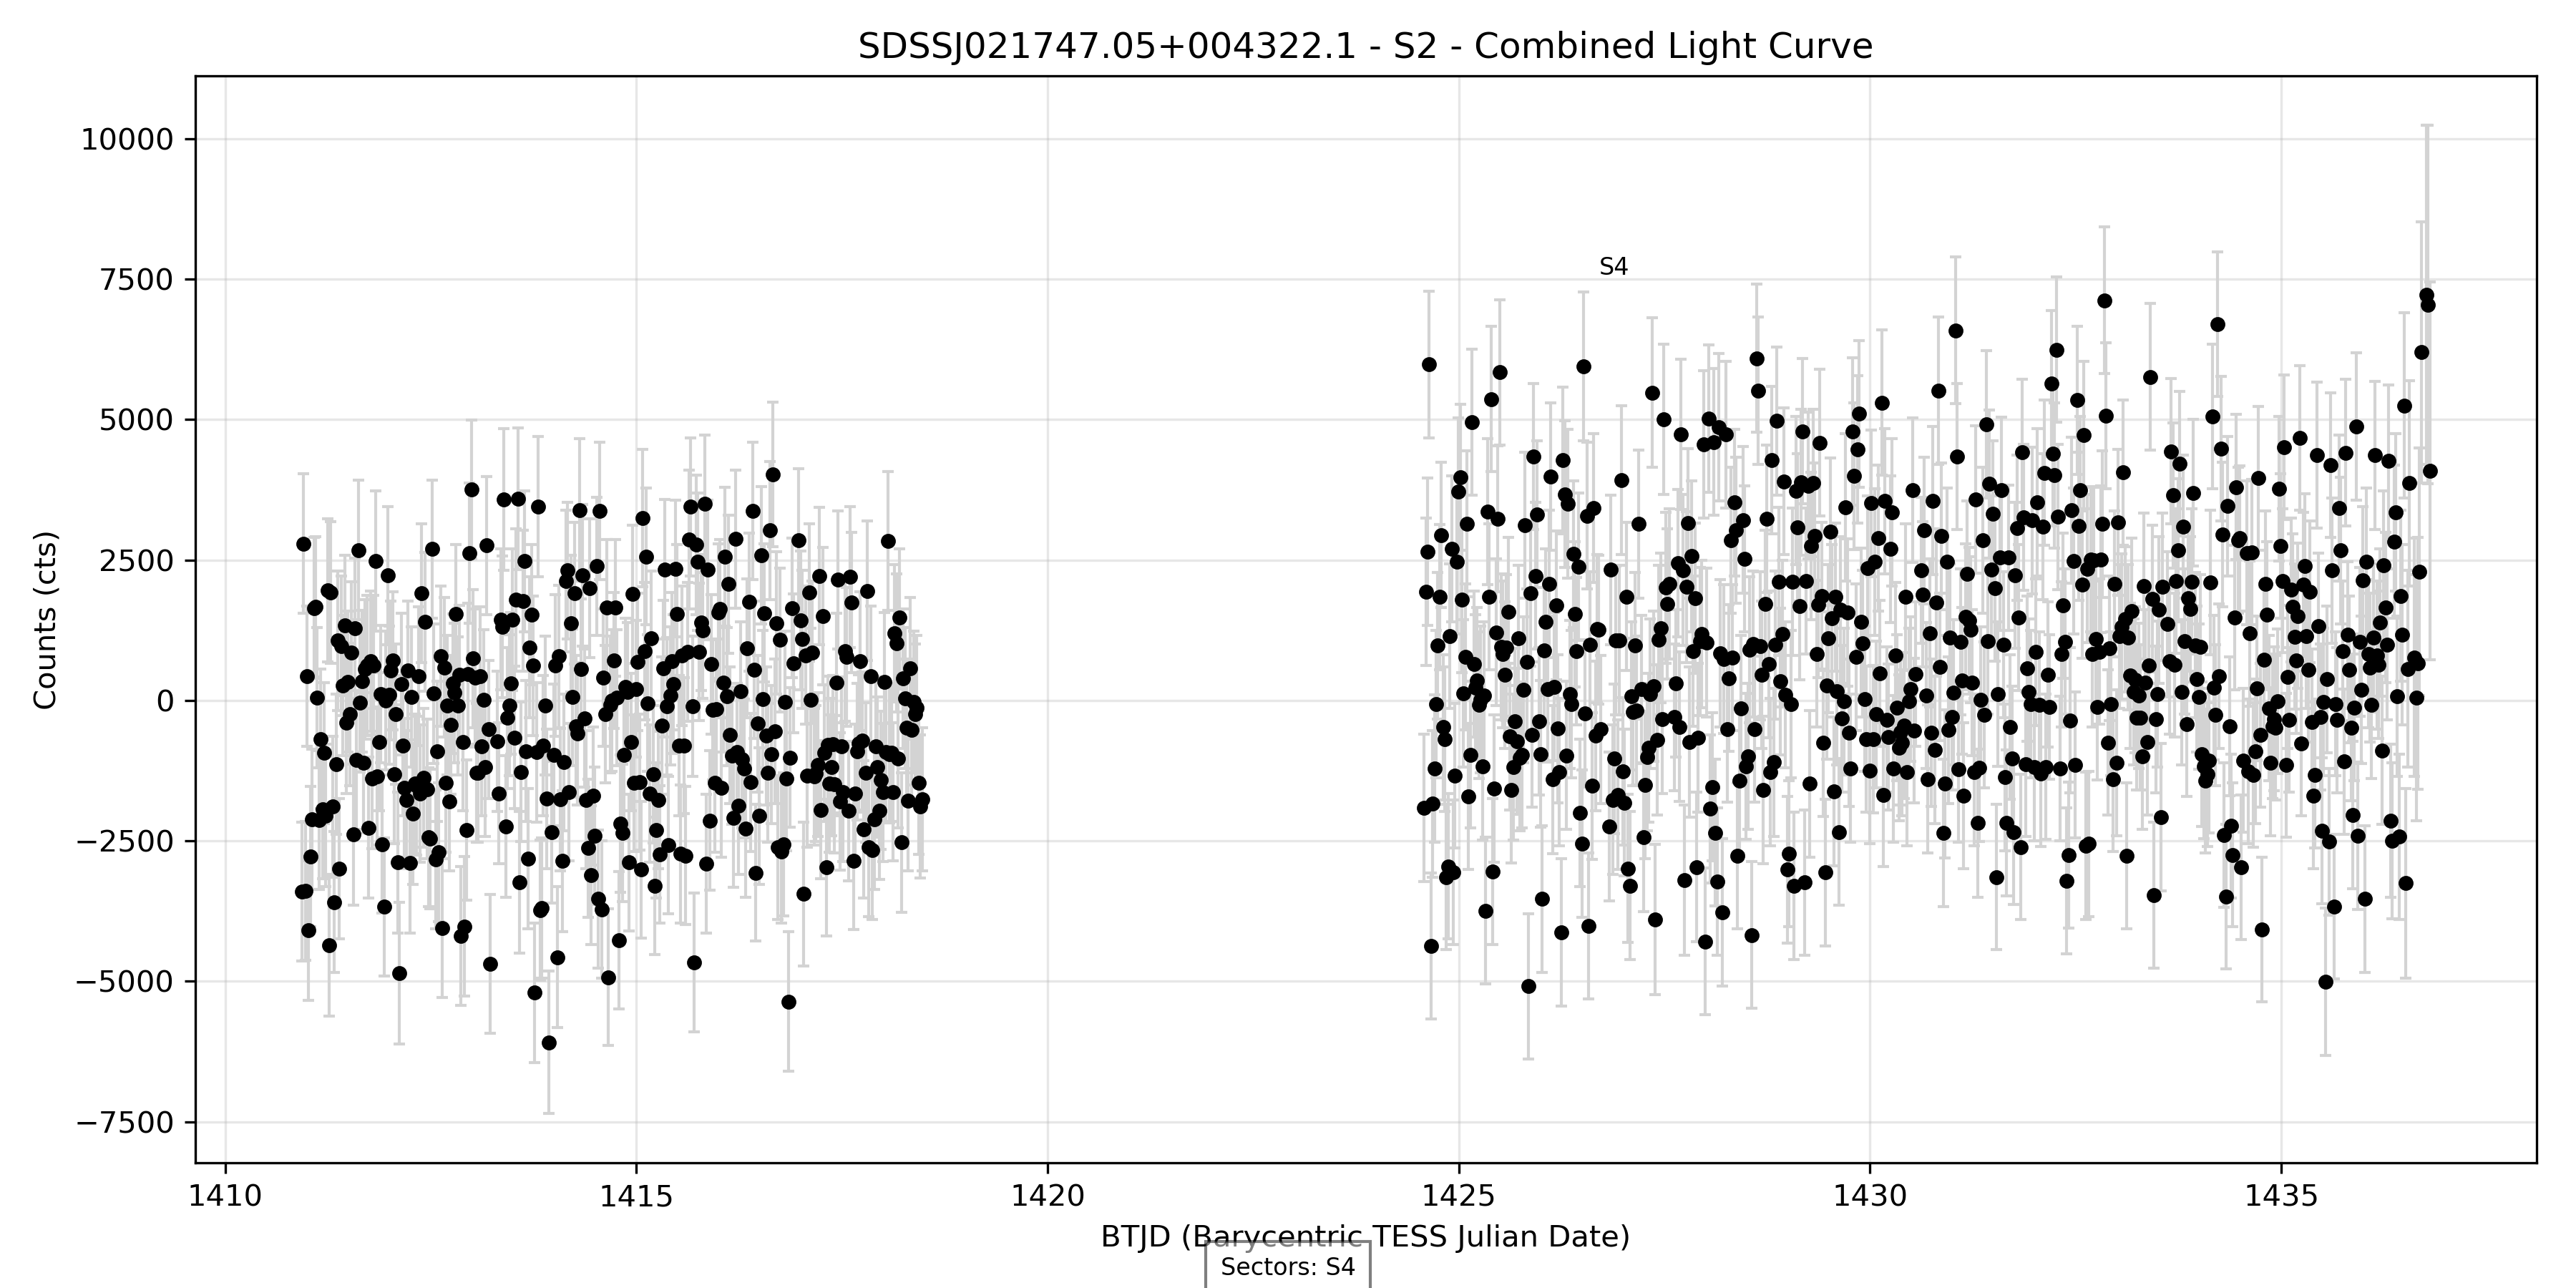 SDSSJ021747.05+004322.1 - S2 - Combined Light Curve
10000
7500
5000
2500
0
−2500
−5000
−7500
Counts (cts)
S4
1410 1415 1420 1425 1430 1435
BTJD (Barycentric TESS Julian Date)
Sectors: S4